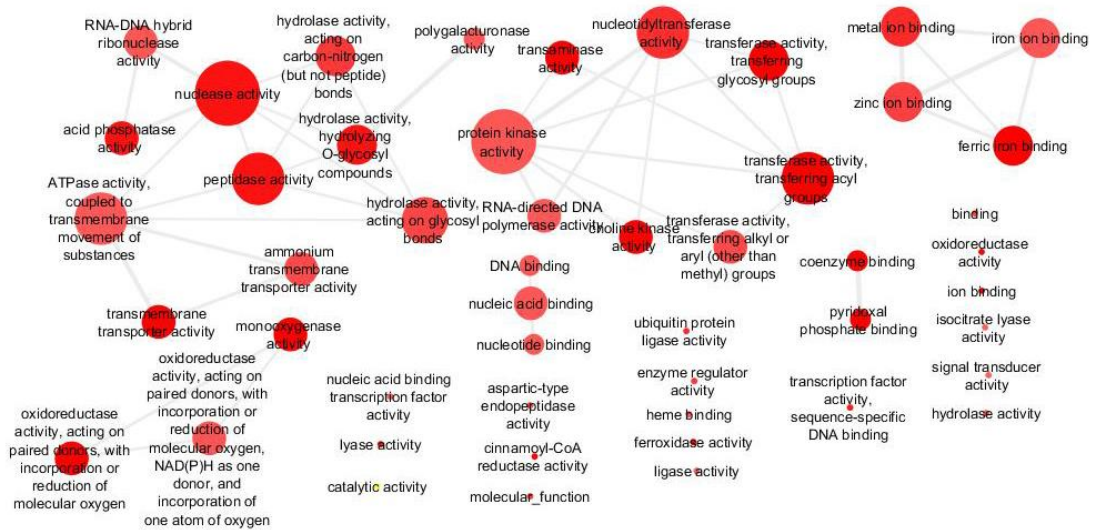 RNA-DNA hybrid
ribonuclease
activity
hydrolase activity,
acting on
carbon-nitrogen
(but not peptide)
bonds
polygalacturonase
activity
transaminase
activity
nucleotidyltransferase
activity
transferase activity,
transferring
glycosyl groups
metal ion binding
iron ion binding
nuclease activity
zinc ion binding
acid phosphatase
activity
hydrolase activity,
hydrolyzing
O-glycosyl
compounds
protein kinase
activity
ferric iron binding
ATPase activity,
coupled to
transmembrane
movement of
substances
peptidase activity
hydrolase activity,
acting on glycosyl
bonds
RNA-directed DNA
polymerase activity
choline kinase
activity
transferase activity,
transferring alkyl or
aryl (other than
methyl) groups
transferase activity,
transferring acyl
groups
binding
oxidoreductase
activity
ammonium
transmembrane
transporter activity
DNA binding
coenzyme binding
ion binding
transmembrane
transporter activity
monooxygenase
activity
nucleic acid binding
pyridoxal
phosphate binding
isocitrate lyase
activity
ubiquitin protein
ligase activity
nucleotide binding
oxidoreductase
activity, acting on
paired donors, with
incorporation or
reduction of
molecular oxygen,
NAD(P)H as one
donor, and
incorporation of
one atom of oxygen
oxidoreductase
activity, acting on
paired donors, with
incorporation or
reduction of
molecular oxygen
nucleic acid binding
transcription factor
activity
aspartic-type
endopeptidase
activity
enzyme regulator
activity
transcription factor
activity,
sequence-specific
DNA binding
signal transducer
activity
heme binding
hydrolase activity
lyase activity
cinnamoyl-CoA
reductase activity
ferroxidase activity
ligase activity
catalytic activity
molecular_function